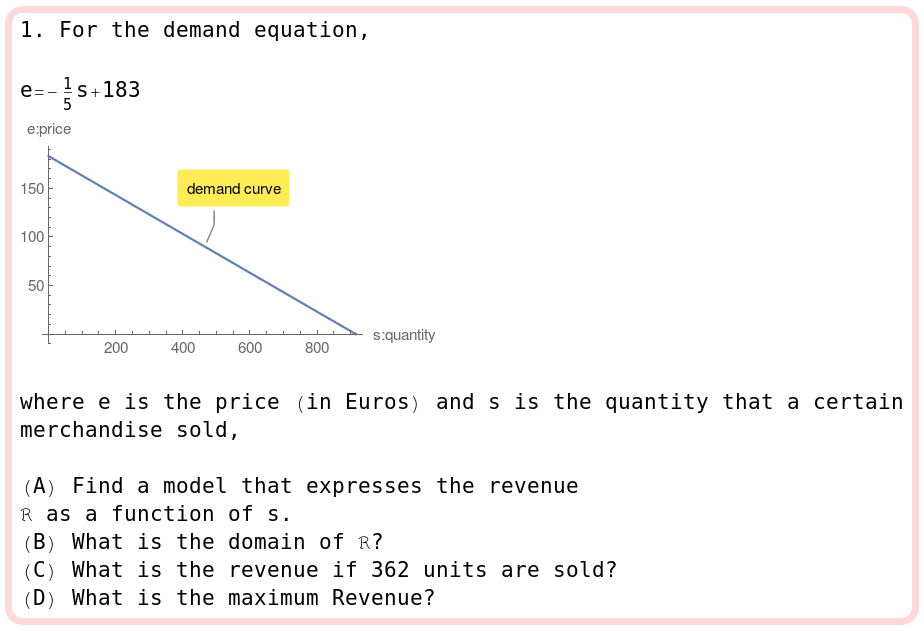 1. For the demand equation,
e=-1/5 s+183
e:price
150
demand curve
100
50
s:quantity
200 400 600 800
where e is the price (in Euros) and s is the quantity that a certain
merchandise sold,
(A) Find a model that expresses the revenue
ℛ as a function of s.
(B) What is the domain of ℛ?
(C) What is the revenue if 362 units are sold?
(D) What is the maximum Revenue?